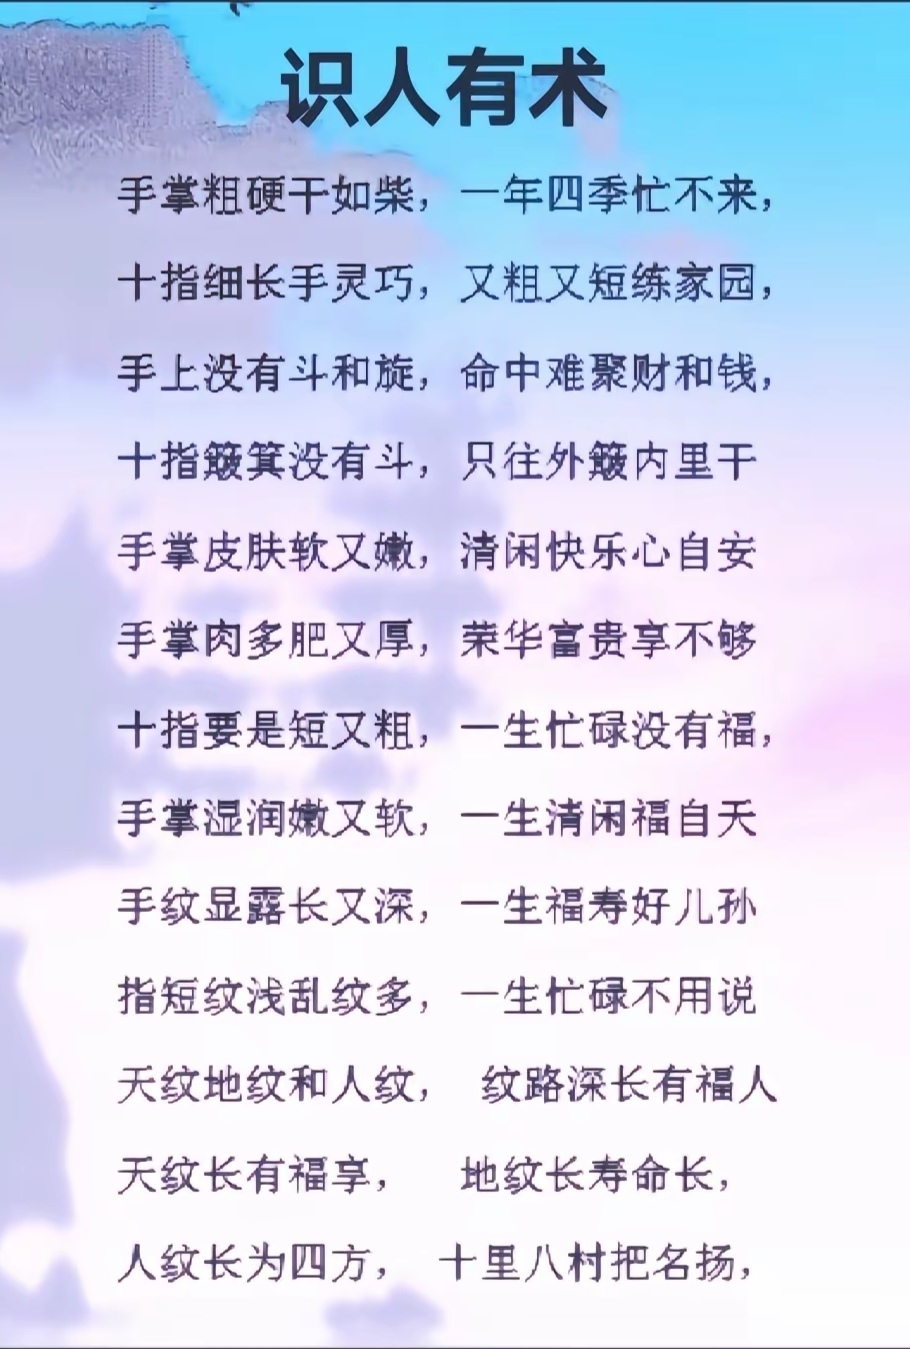 识人有术
手掌粗硬干如柴，一年四季忙不来，
十指细长手灵巧，又粗又短练家园，
手上没有斗和旋，命中难聚财和钱，
十指簸箕没有斗，只往外簸内里干
手掌皮肤软又嫩，清闲快乐心自安
手掌肉多肥又厚，荣华富贵享不够
十指要是短又粗，一生忙碌没有福，
手掌湿润嫩又软，一生清闲福自天
手纹显露长又深，一生福寿好儿孙
指短纹浅乱纹多，一生忙碌不用说
天纹地纹和人纹， 纹路深长有福人
天纹长有福享， 地纹长寿命长，
人纹长为四方， 十里八村把名扬，